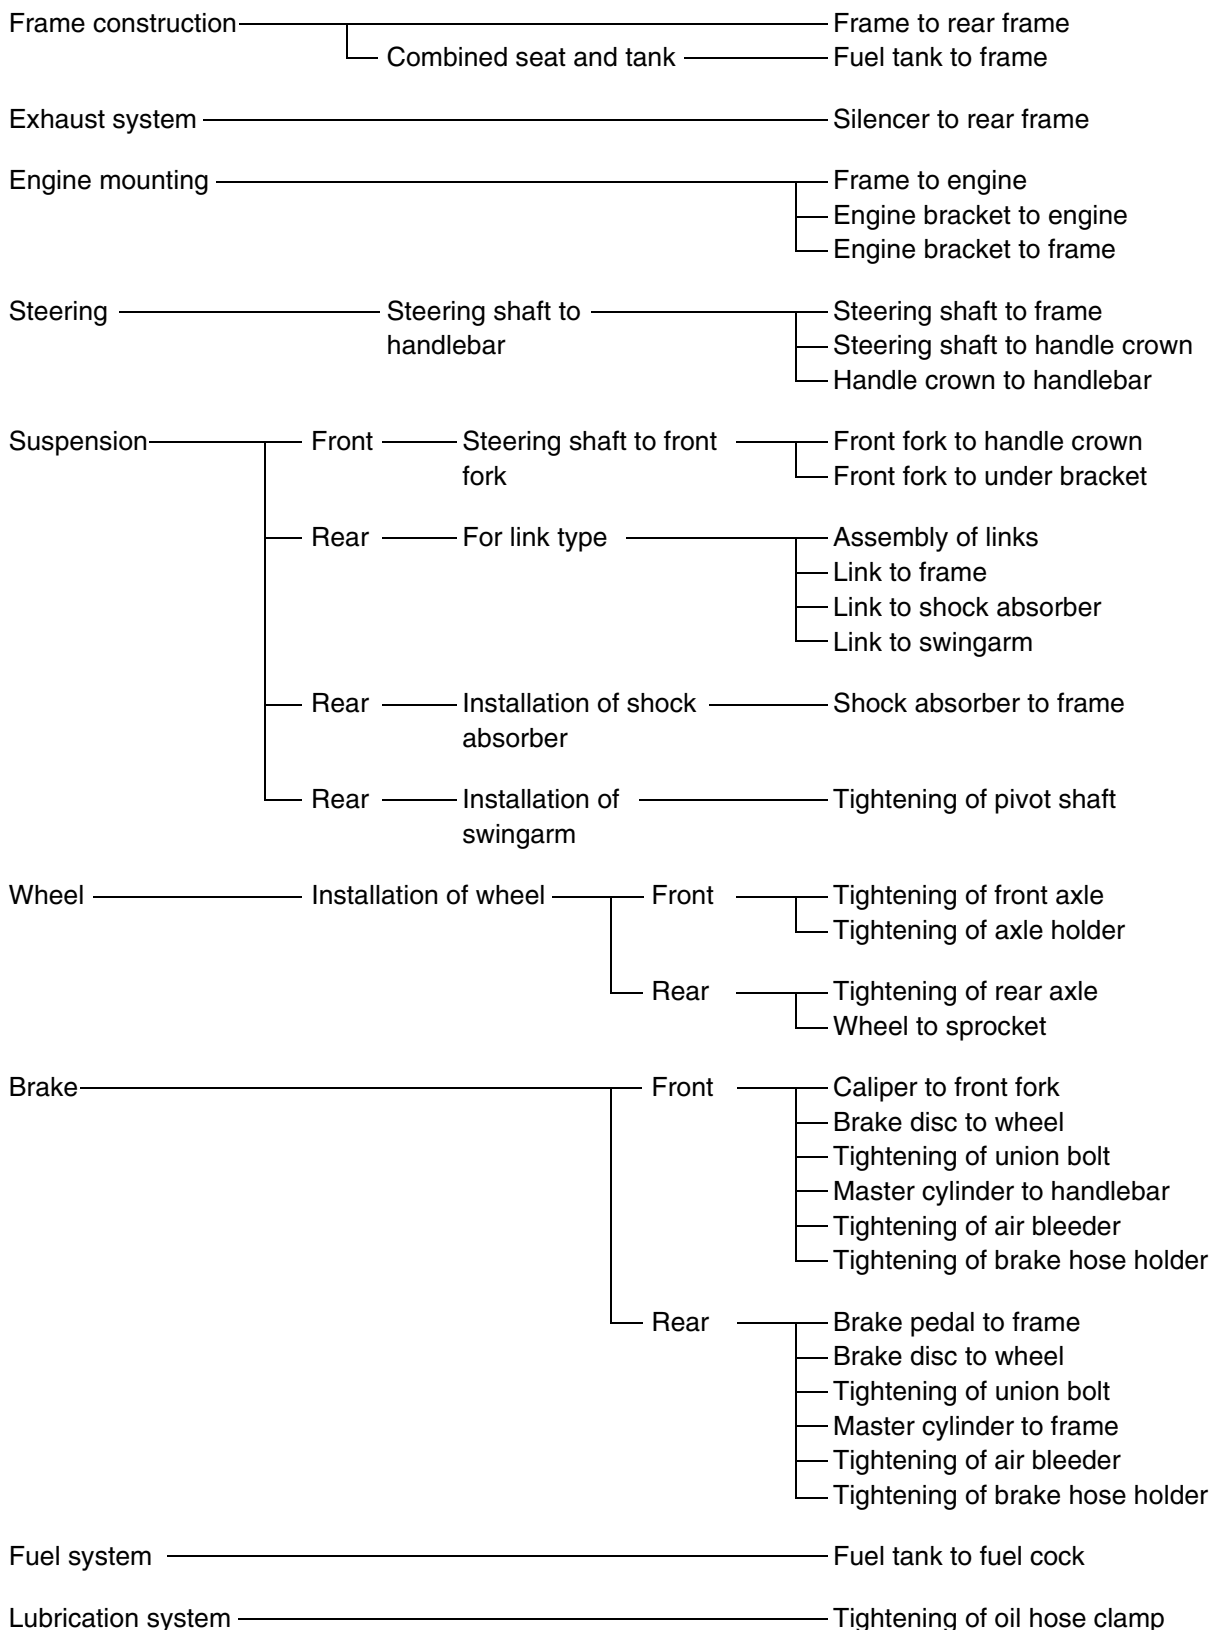 Frame construction Frame to rear frame
Combined seat and tank Fuel tank to frame
Exhaust system Silencer to rear frame
Engine mounting Frame to engine
Engine bracket to engine
Engine bracket to frame
Steering Steering shaft to Steering shaft to frame
handlebar Steering shaft to handle crown
Handle crown to handlebar
Suspension Front Steering shaft to front Front fork to handle crown
fork Front fork to under bracket
Rear For link type Assembly of links
Link to frame
Link to shock absorber
Link to swingarm
Rear Installation of shock Shock absorber to frame
absorber
Rear Installation of Tightening of pivot shaft
swingarm
Wheel Installation of wheel Front Tightening of front axle
Tightening of axle holder
Rear Tightening of rear axle
Wheel to sprocket
Brake Front Caliper to front fork
Brake disc to wheel
Tightening of union bolt
Master cylinder to handlebar
Tightening of air bleeder
Tightening of brake hose holder
Rear Brake pedal to frame
Brake disc to wheel
Tightening of union bolt
Master cylinder to frame
Tightening of air bleeder
Tightening of brake hose holder
Fuel system Fuel tank to fuel cock
Lubrication system Tightening of oil hose clamp